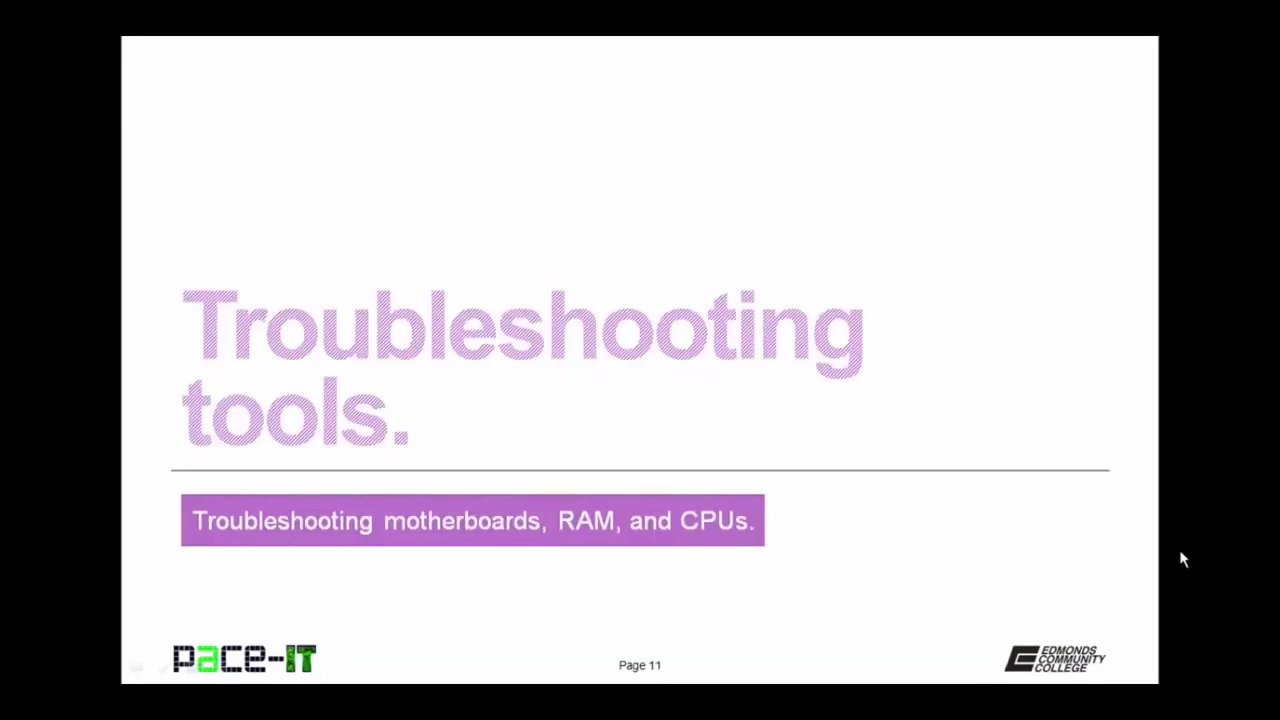 Troubleshooting
tools.
Troubleshooting motherboards, RAM, and CPUs.
pace-IT
Page 11
EDMONDS
COMMUNITY
COLLEGE